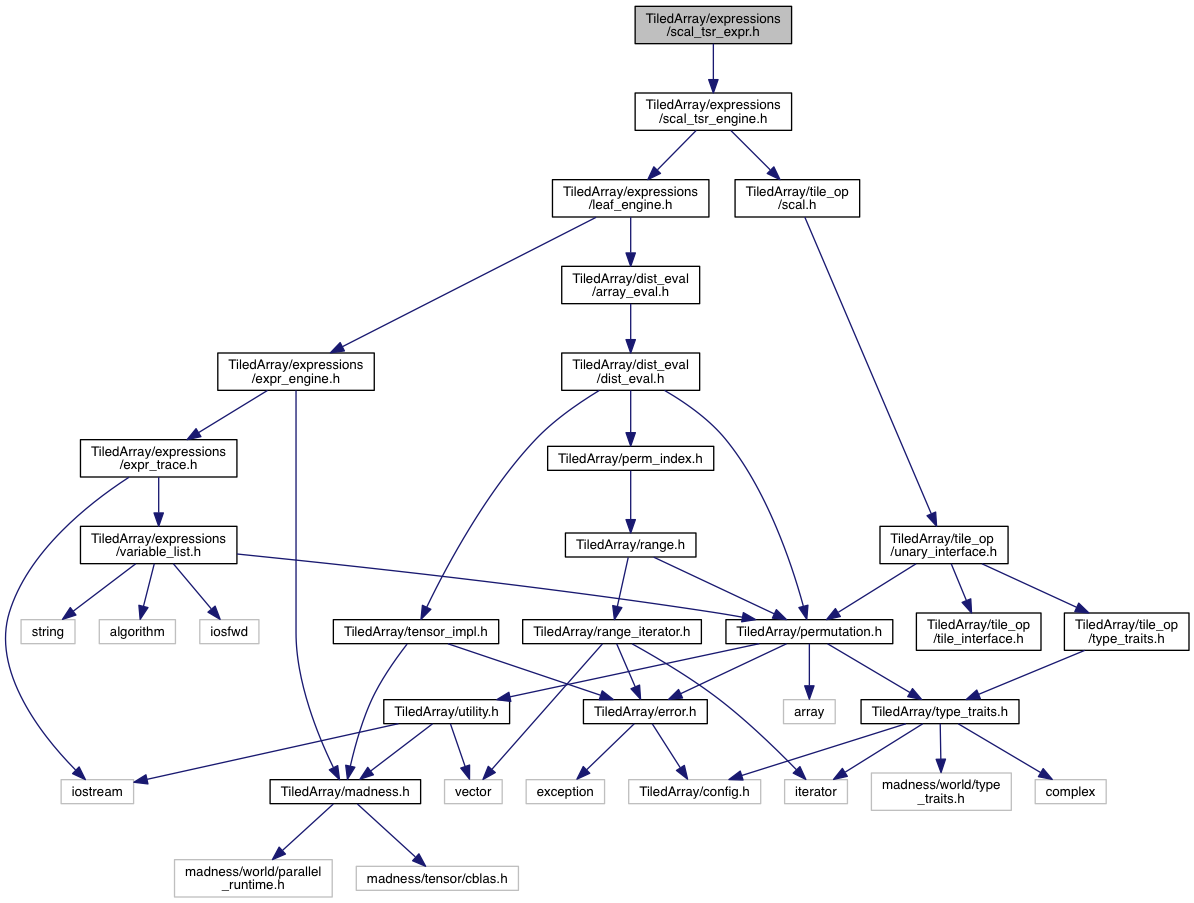 TiledArray/expressions
/scal_tsr_expr.h
TiledArray/expressions
/scal_tsr_engine.h
TiledArray/expressions
/leaf_engine.h
TiledArray/tile_op
/scal.h
TiledArray/dist_eval
/array_eval.h
TiledArray/expressions
/expr_engine.h
TiledArray/dist_eval
/dist_eval.h
TiledArray/expressions
/expr_trace.h
TiledArray/perm_index.h
TiledArray/expressions
/variable_list.h
TiledArray/range.h
TiledArray/tile_op
/unary_interface.h
string
algorithm
iosfwd
TiledArray/tensor_impl.h
TiledArray/range_iterator.h
TiledArray/permutation.h
TiledArray/tile_op
/tile_interface.h
TiledArray/tile_op
/type_traits.h
TiledArray/utility.h
TiledArray/error.h
array
TiledArray/type_traits.h
iostream
TiledArray/madness.h
vector
exception
TiledArray/config.h
iterator
madness/world/type
_traits.h
complex
madness/world/parallel
_runtime.h
madness/tensor/cblas.h